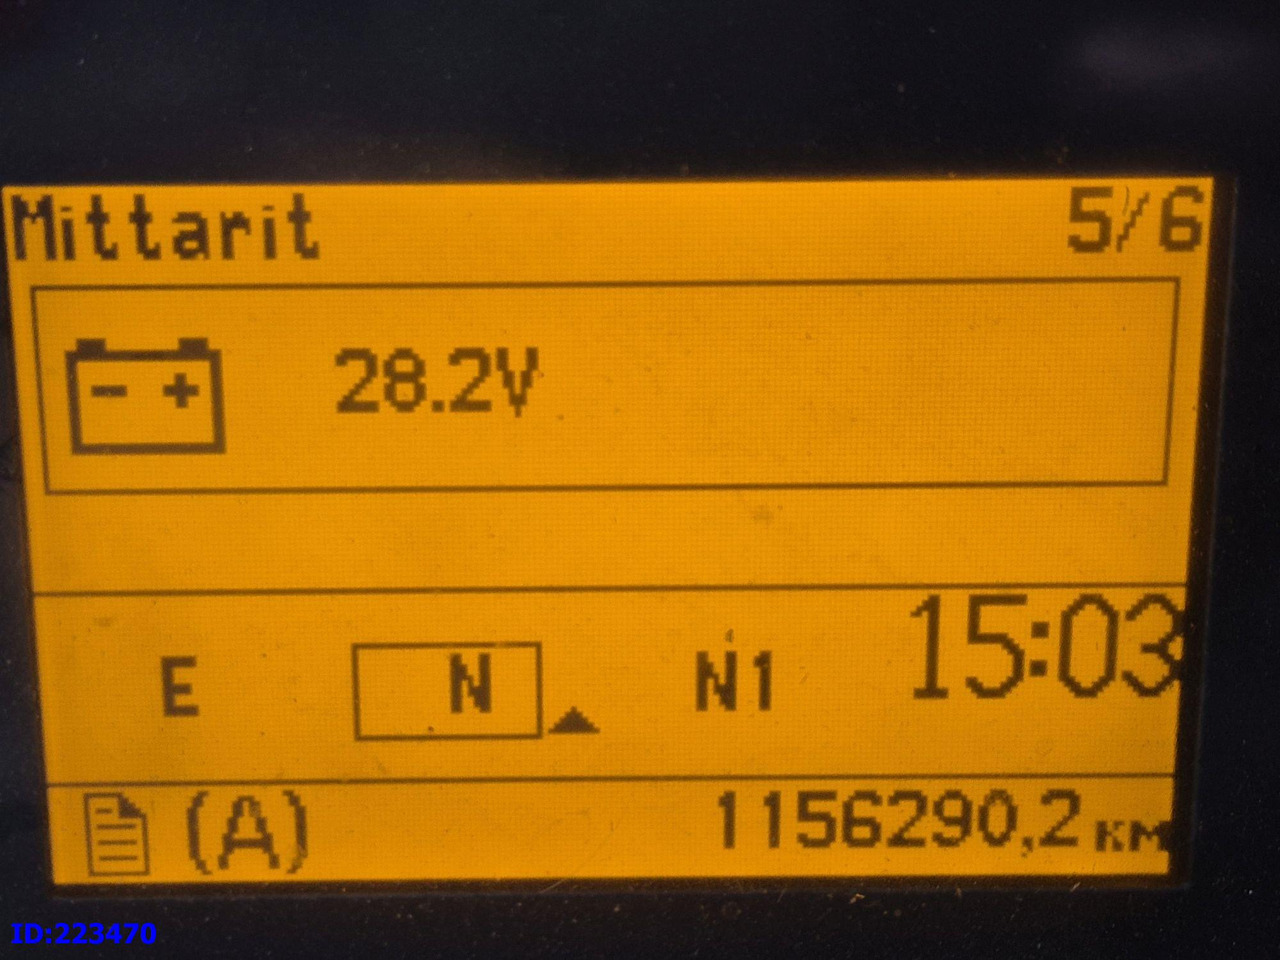 Mittarit 5/6
- +
28.2V
E N N1 15:03
(A) 1156290,2 км
ID:223470